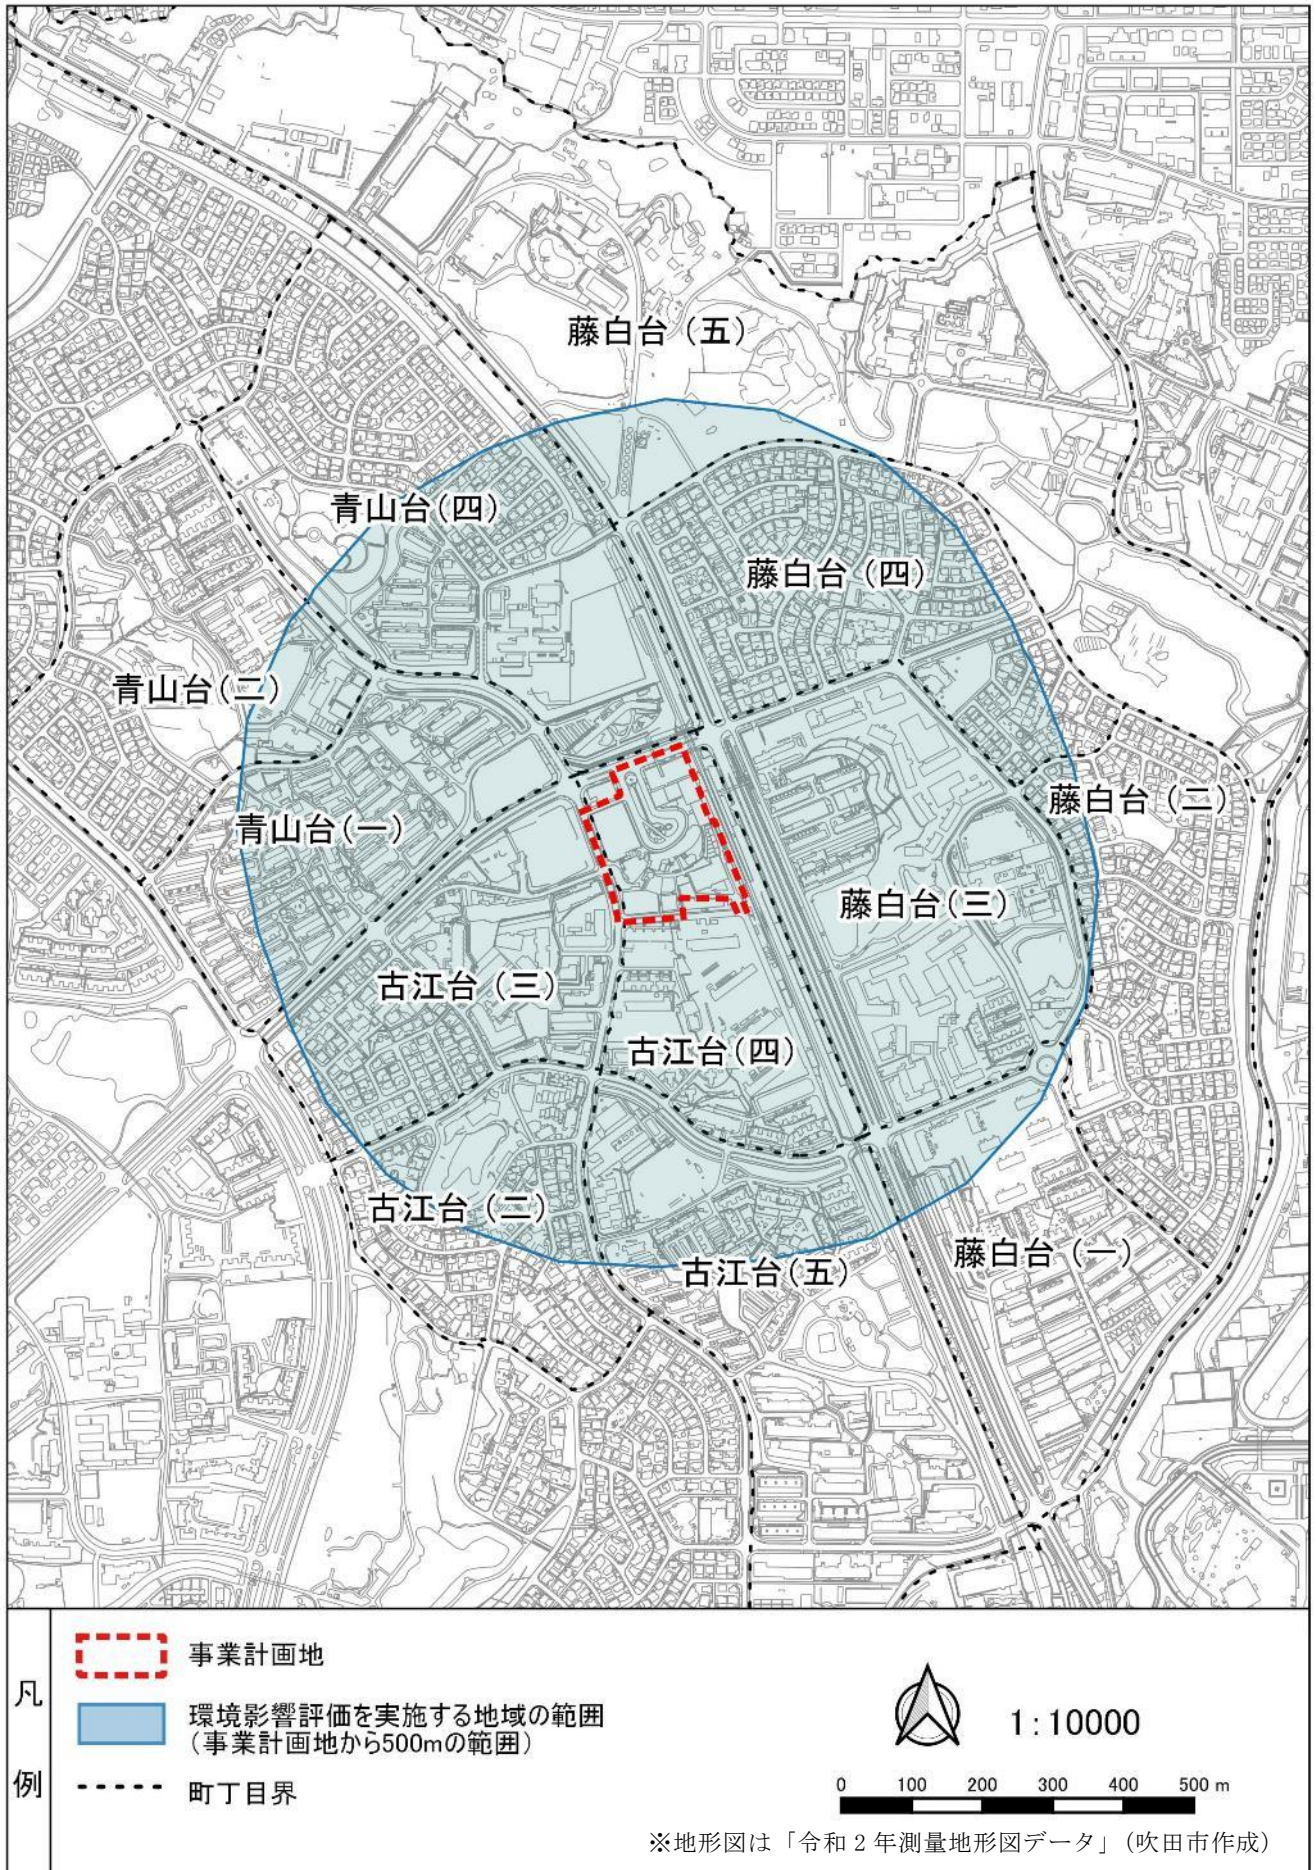 藤白台（五）
青山台(四)
藤白台（四）
青山台(二)
藤白台（二）
青山台(一)
藤白台(三)
古江台（三）
古江台(四)
古江台（二）
藤白台（一）
古江台(五)
凡例
事業計画地
環境影響評価を実施する地域の範囲
（事業計画地から500mの範囲）
町丁目界
1:10000
0 100 200 300 400 500 m
※地形図は「令和２年測量地形図データ」（吹田市作成）